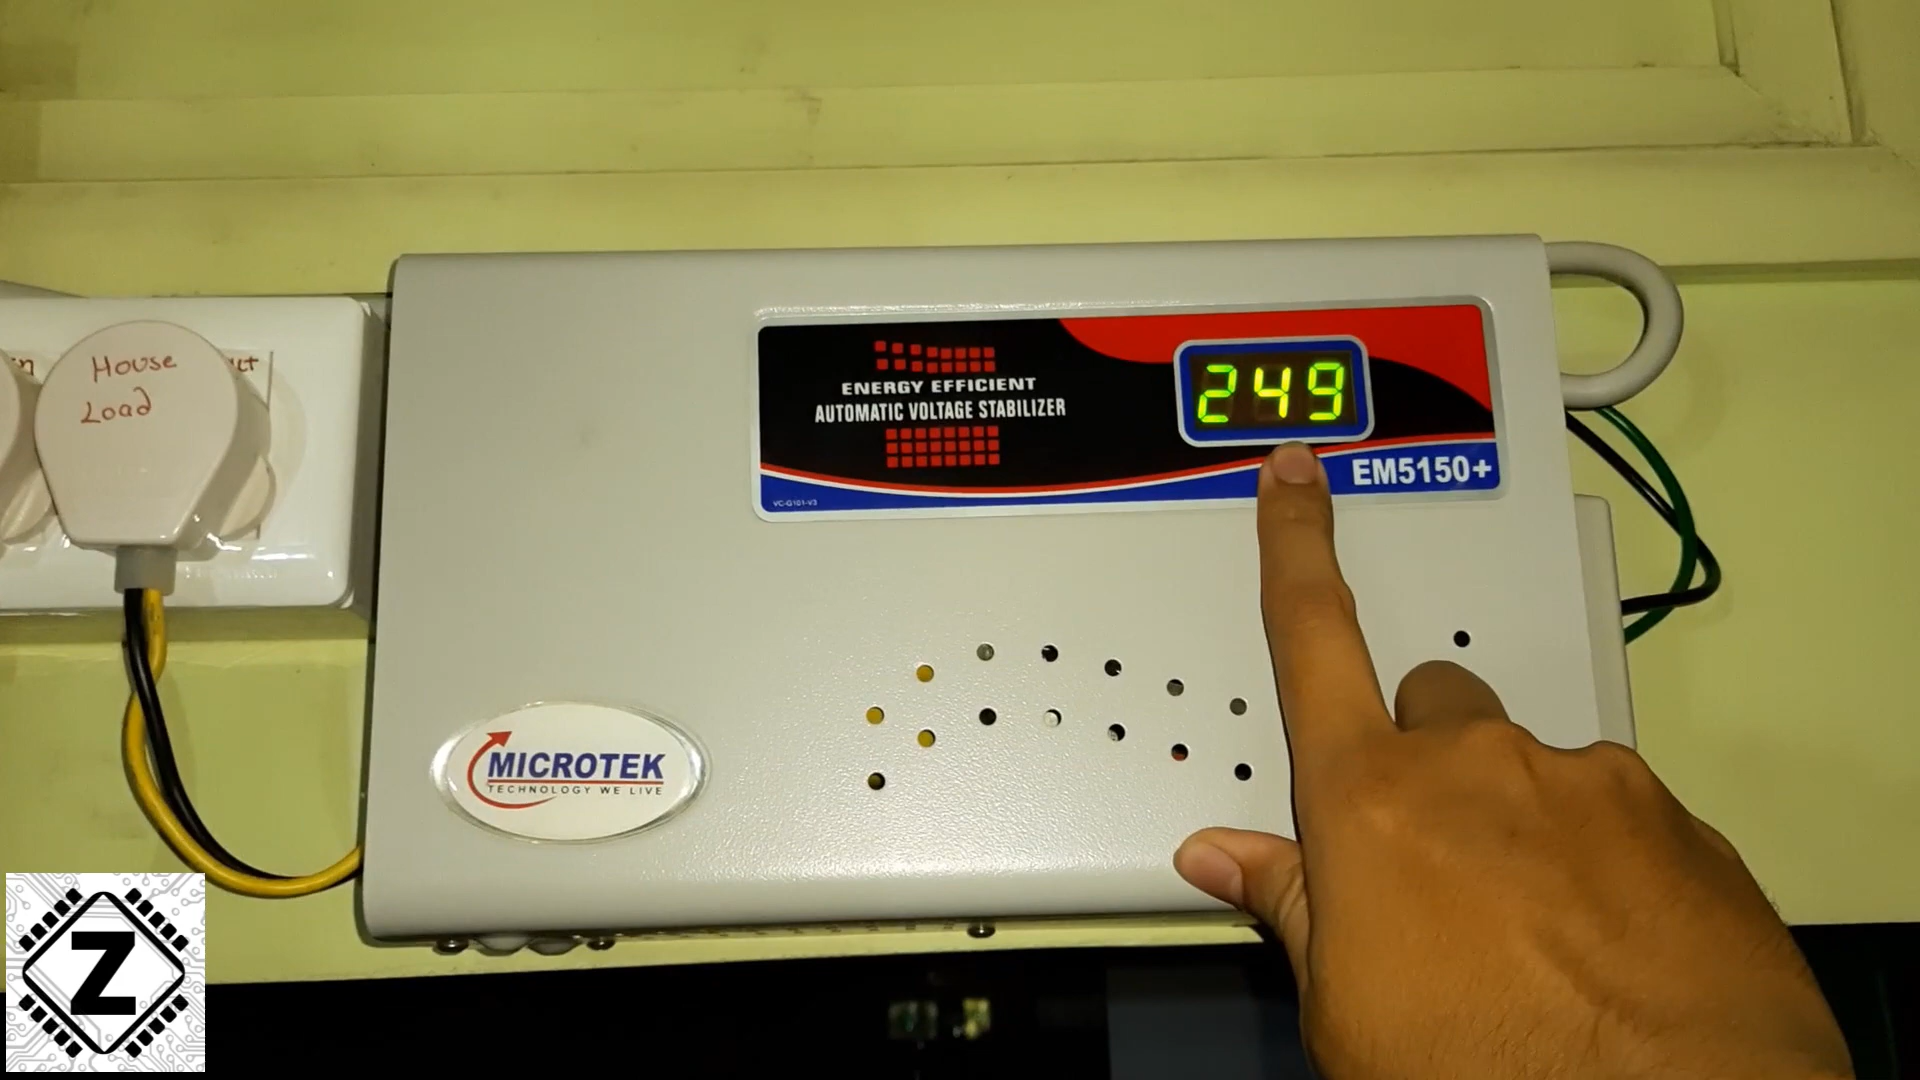 House
Load
ENERGY EFFICIENT
AUTOMATIC VOLTAGE STABILIZER
249
EM5150+
VC-G101-V3
MICROTEK
TECHNOLOGY WE LIVE
Z